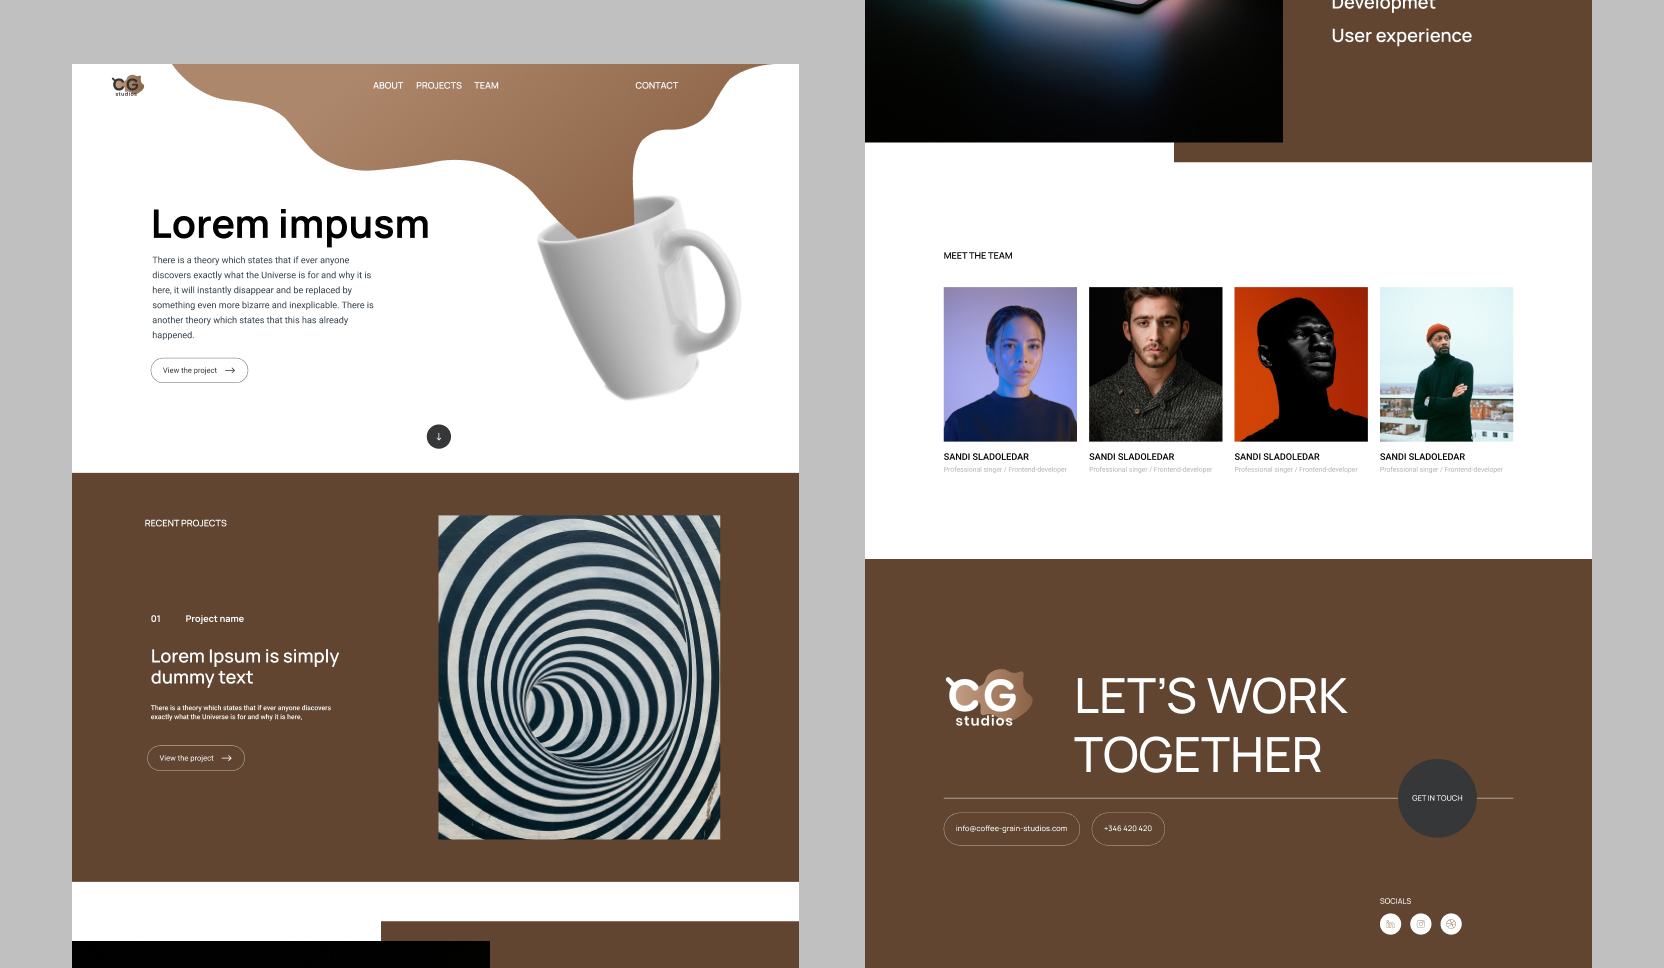 CG
studios
ABOUT PROJECTS TEAM CONTACT
Lorem impusm
There is a theory which states that if ever anyone
discovers exactly what the Universe is for and why it is
here, it will instantly disappear and be replaced by
something even more bizarre and inexplicable. There is
another theory which states that this has already
happened.
View the project
RECENT PROJECTS
01 Project name
Lorem Ipsum is simply
dummy text
There is a theory which states that if ever anyone discovers
exactly what the Universe is for and why it is here,
View the project
Developmet
User experience
MEET THE TEAM
SANDI SLADOLEDAR
Professional singer / Frontend-developer
SANDI SLADOLEDAR
Professional singer / Frontend-developer
SANDI SLADOLEDAR
Professional singer / Frontend-developer
SANDI SLADOLEDAR
Professional singer / Frontend-developer
CG
studios
LET'S WORK
TOGETHER
GET IN TOUCH
info@coffee-grain-studios.com
+346 420 420
SOCIALS
in